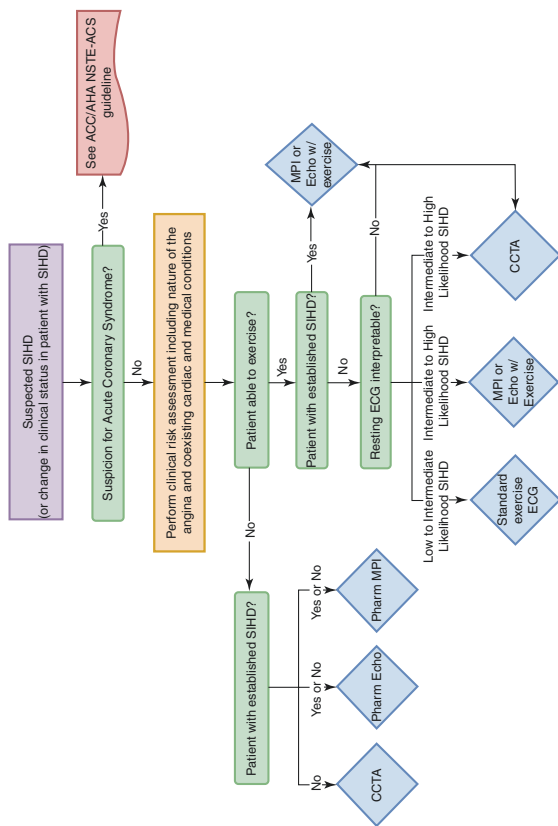 Suspected SIHD
(or change in clinical status in patient with SIHD)
Suspicion for Acute Coronary Syndrome?
Yes
See ACC/AHA NSTE-ACS
guideline
No
Perform clinical risk assessment including nature of the
angina and coexisting cardiac and medical conditions
Patient able to exercise?
No
Yes
Patient with established SIHD?
Patient with established SIHD?
Yes
MPI or
Echo w/
exercise
No
Resting ECG interpretable?
No
No
Yes or No
Yes or No
CCTA
Pharm Echo
Pharm MPI
Low to Intermediate
Likelihood SIHD
Intermediate to High
Likelihood SIHD
Intermediate to High
Likelihood SIHD
Standard
exercise
ECG
MPI or
Echo w/
Exercise
CCTA